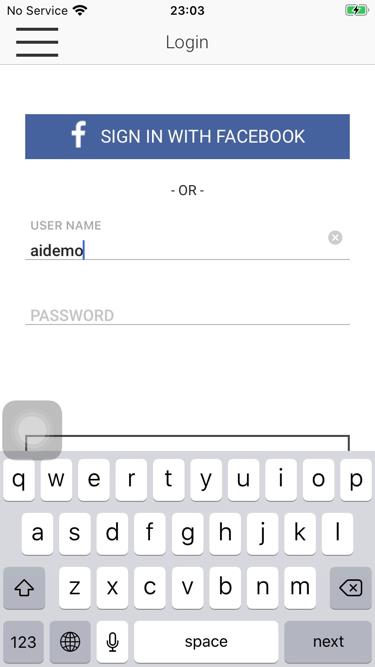 No Service 23:03
Login
f SIGN IN WITH FACEBOOK
- OR -
USER NAME
aidemo
PASSWORD
q w e r t y u i o p
a s d f g h j k l
z x c v b n m
123 space next